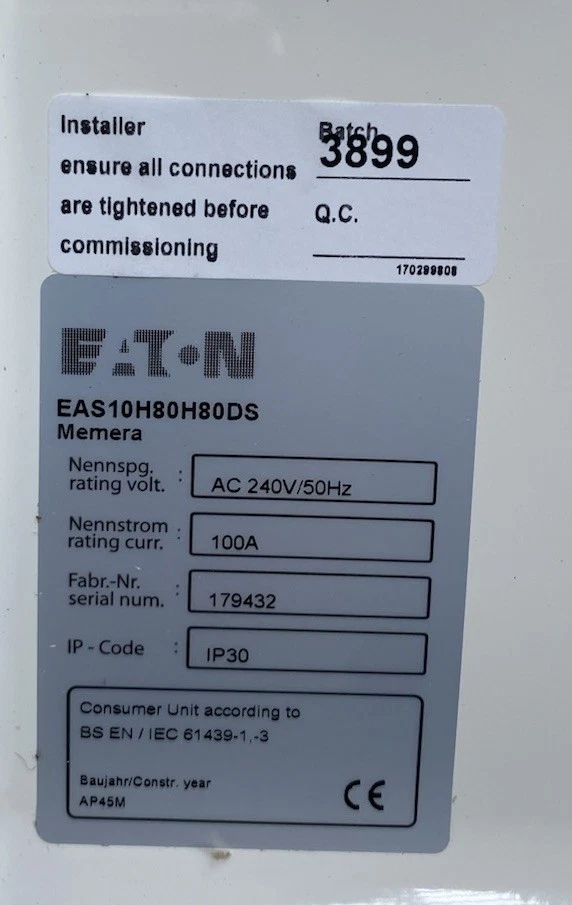 Installer
ensure all connections
are tightened before
commissioning
Batch
3899
Q.C.
170299808
EATON
EAS10H80H80DS
Memera
Nennspg.
rating volt. : AC 240V/50Hz
Nennstrom
rating curr. : 100A
Fabr.-Nr.
serial num. : 179432
IP - Code : IP30
Consumer Unit according to
BS EN / IEC 61439-1,-3
Baujahr/Constr. year
AP45M
CE